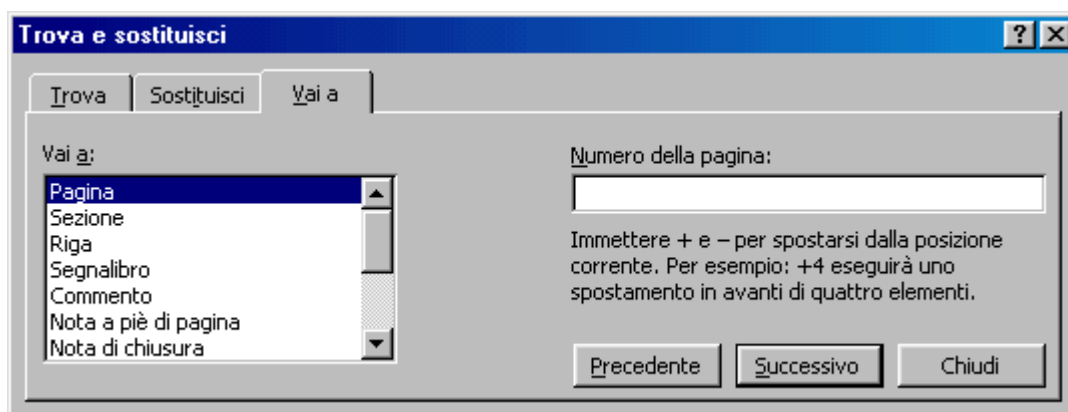 Trova e sostituisci
Trova Sostituisci Vai a
Vai a:
Pagina
Sezione
Riga
Segnalibro
Commento
Nota a piè di pagina
Nota di chiusura
Numero della pagina:
Immettere + e – per spostarsi dalla posizione
corrente. Per esempio: +4 eseguirà uno
spostamento in avanti di quattro elementi.
Precedente Successivo Chiudi